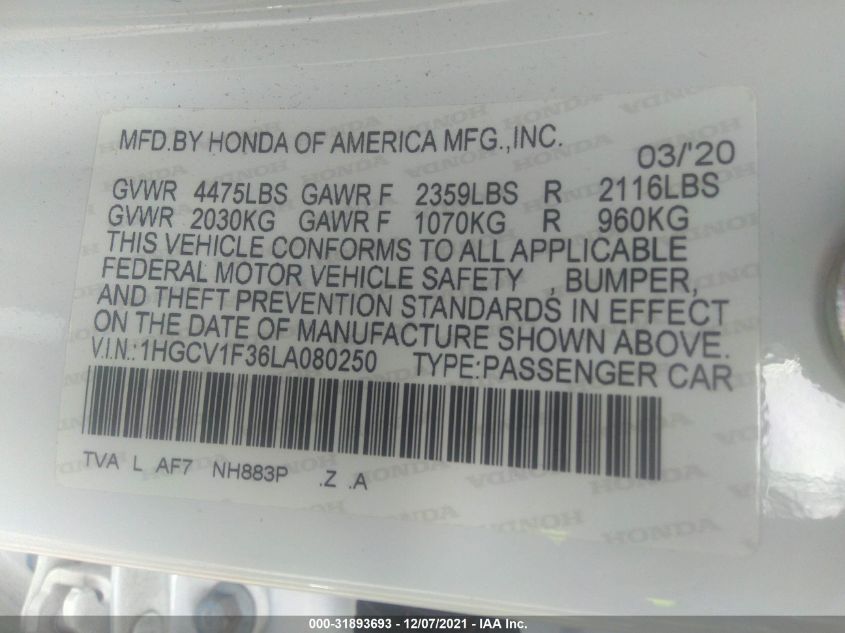 MFD.BY HONDA OF AMERICA MFG.,INC.
03/'20
GVWR 4475LBS GAWR F 2359LBS R 2116LBS
GVWR 2030KG GAWR F 1070KG R 960KG
THIS VEHICLE CONFORMS TO ALL APPLICABLE
FEDERAL MOTOR VEHICLE SAFETY , BUMPER,
AND THEFT PREVENTION STANDARDS IN EFFECT
ON THE DATE OF MANUFACTURE SHOWN ABOVE.
V.I.N.:1HGCV1F36LA080250 TYPE:PASSENGER CAR
TVA L AF7 NH883P .Z .A
000-31893693 - 12/07/2021 - IAA Inc.